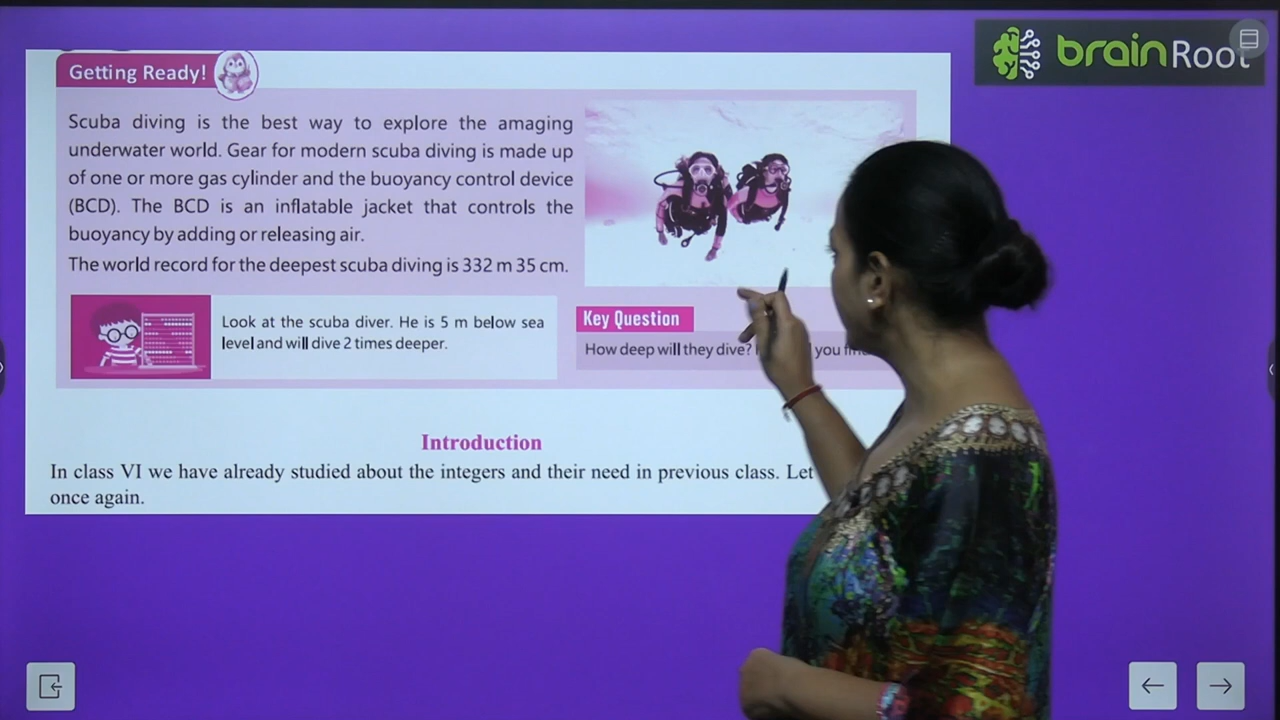 brainRoot
Getting Ready!
Scuba diving is the best way to explore the amaging
underwater world. Gear for modern scuba diving is made up
of one or more gas cylinder and the buoyancy control device
(BCD). The BCD is an inflatable jacket that controls the
buoyancy by adding or releasing air.
The world record for the deepest scuba diving is 332 m 35 cm.
Look at the scuba diver. He is 5 m below sea
level and will dive 2 times deeper.
Key Question
How deep will they dive? you
Introduction
In class VI we have already studied about the integers and their need in previous class. Let
once again.